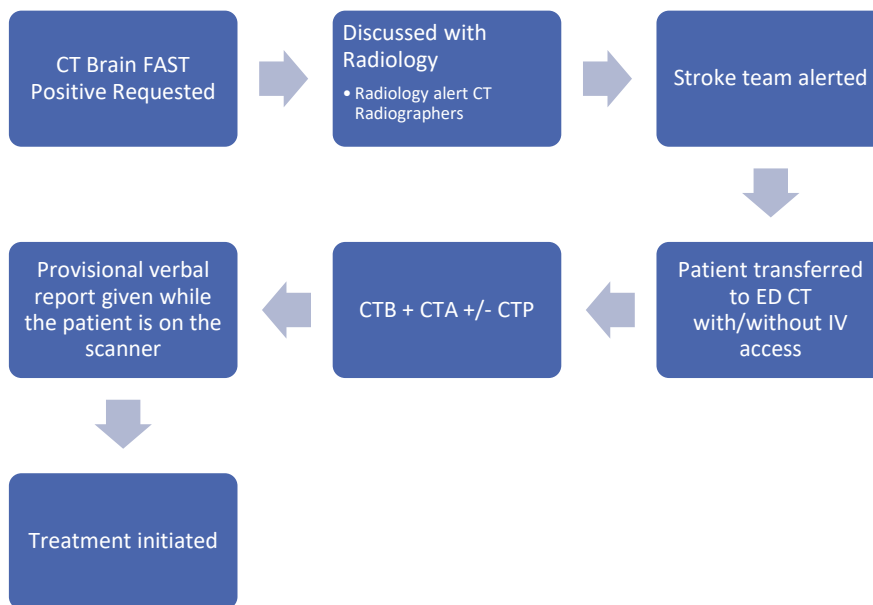 CT Brain FAST
Positive Requested
Discussed with
Radiology
• Radiology alert CT
Radiographers
Stroke team alerted
Patient transferred
to ED CT
with/without IV
access
CTB + CTA +/- CTP
Provisional verbal
report given while
the patient is on the
scanner
Treatment initiated